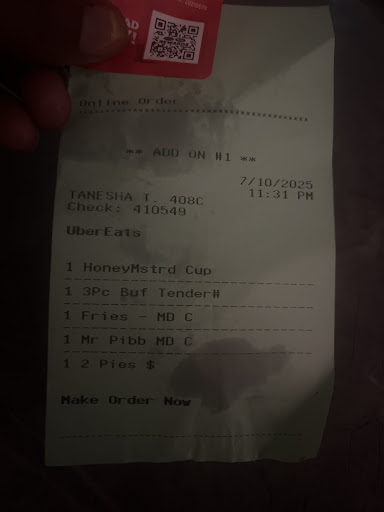 Online Order
** ADD ON #1 **
7/10/2025
TANESHA T. 408C 11:31 PM
Check: 410549
UberEats
1 HoneyMstrd Cup
1 3Pc Buf Tender#
1 Fries - MD C
1 Mr Pibb MD C
1 2 Pies $
Make Order Now